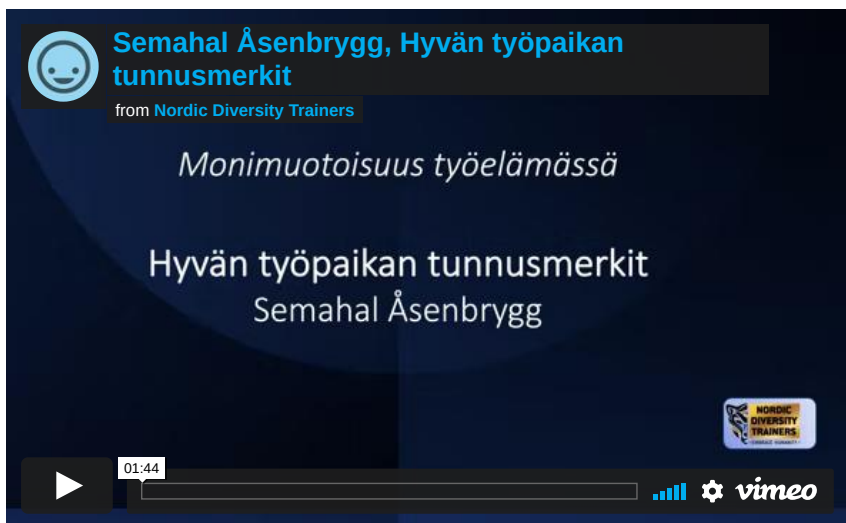 Semahal Åsenbrygg, Hyvän työpaikan
tunnusmerkit
from Nordic Diversity Trainers
Monimuotoisuus työelämässä
Hyvän työpaikan tunnusmerkit
Semahal Åsenbrygg
NORDIC
DIVERSITY
TRAINERS
01:44
vimeo